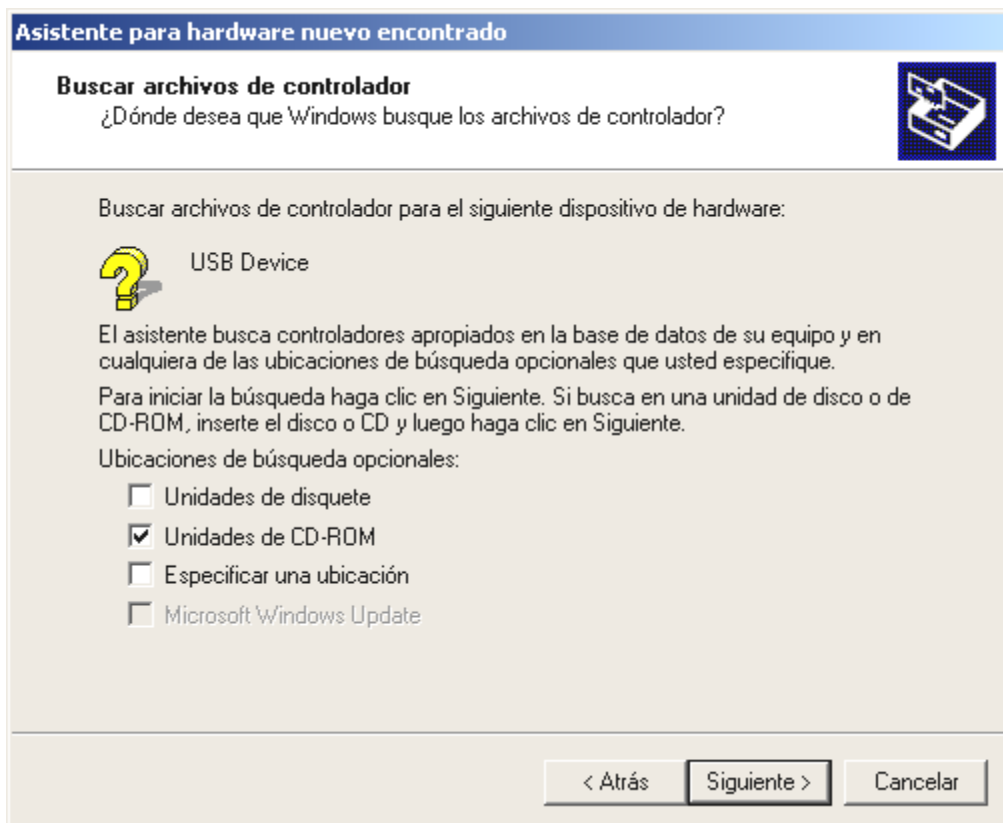 Asistente para hardware nuevo encontrado
Buscar archivos de controlador
¿Dónde desea que Windows busque los archivos de controlador?
Buscar archivos de controlador para el siguiente dispositivo de hardware:
USB Device
El asistente busca controladores apropiados en la base de datos de su equipo y en
cualquiera de las ubicaciones de búsqueda opcionales que usted especifique.
Para iniciar la búsqueda haga clic en Siguiente. Si busca en una unidad de disco o de
CD-ROM, inserte el disco o CD y luego haga clic en Siguiente.
Ubicaciones de búsqueda opcionales:
Unidades de disquete
Unidades de CD-ROM
Especificar una ubicación
Microsoft Windows Update
< Atrás
Siguiente >
Cancelar